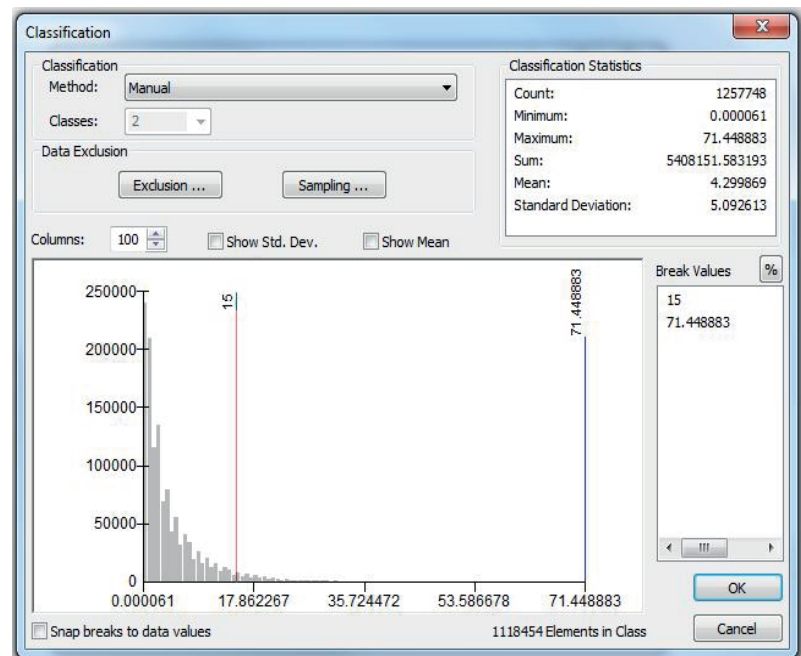 Classification
Classification
Method: Manual
Classes: 2
Data Exclusion
Exclusion ...
Sampling ...
Classification Statistics
Count: 1257748
Minimum: 0.000061
Maximum: 71.448883
Sum: 5408151.583193
Mean: 4.299869
Standard Deviation: 5.092613
Columns: 100
Show Std. Dev.
Show Mean
Break Values
%
15
71.448883
250000
200000
150000
100000
50000
0
15
71.448883
0.000061
17.862267
35.724472
53.586678
71.448883
OK
Snap breaks to data values
1118454 Elements in Class
Cancel